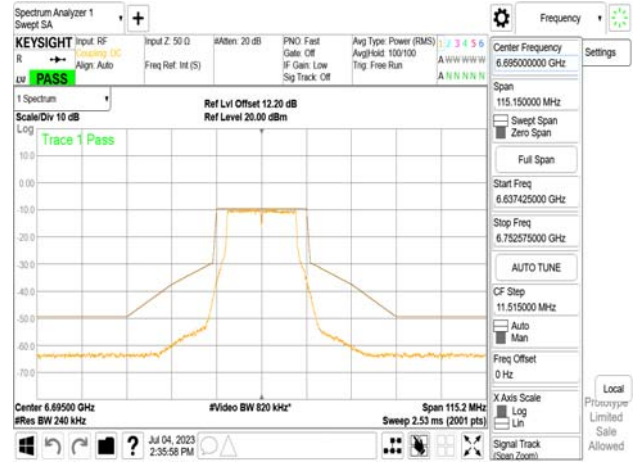 Spectrum Analyzer 1
Swept SA
+
Frequency
KEYSIGHT
R
LV PASS
Input: RF
Coupling: DC
Align: Auto
Input Z: 50 Ω
Freq Ref: Int (S)
#Atten: 20 dB
PNO: Fast
Gate: Off
IF Gain: Low
Sig Track: Off
Avg Type: Power (RMS)
Avg|Hold: 100/100
Trig: Free Run
1 2 3 4 5 6
A W W W W W
A N N N N N
1 Spectrum
Scale/Div 10 dB
Ref Lvl Offset 12.20 dB
Ref Level 20.00 dBm
Log
Trace 1 Pass
10.0
0.00
-10.0
-20.0
-30.0
-40.0
-50.0
-60.0
-70.0
Center 6.69500 GHz
#Res BW 240 kHz
#Video BW 820 kHz*
Span 115.2 MHz
Sweep 2.53 ms (2001 pts)
?
Jul 04, 2023
2:35:58 PM
Center Frequency
6.695000000 GHz
Settings
Span
115.150000 MHz
Swept Span
Zero Span
Full Span
Start Freq
6.637425000 GHz
Stop Freq
6.752575000 GHz
AUTO TUNE
CF Step
11.515000 MHz
Auto
Man
Freq Offset
0 Hz
X Axis Scale
Log
Lin
Signal Track
(Span Zoom)
Local
Prototype
Limited
Sale
Allowed